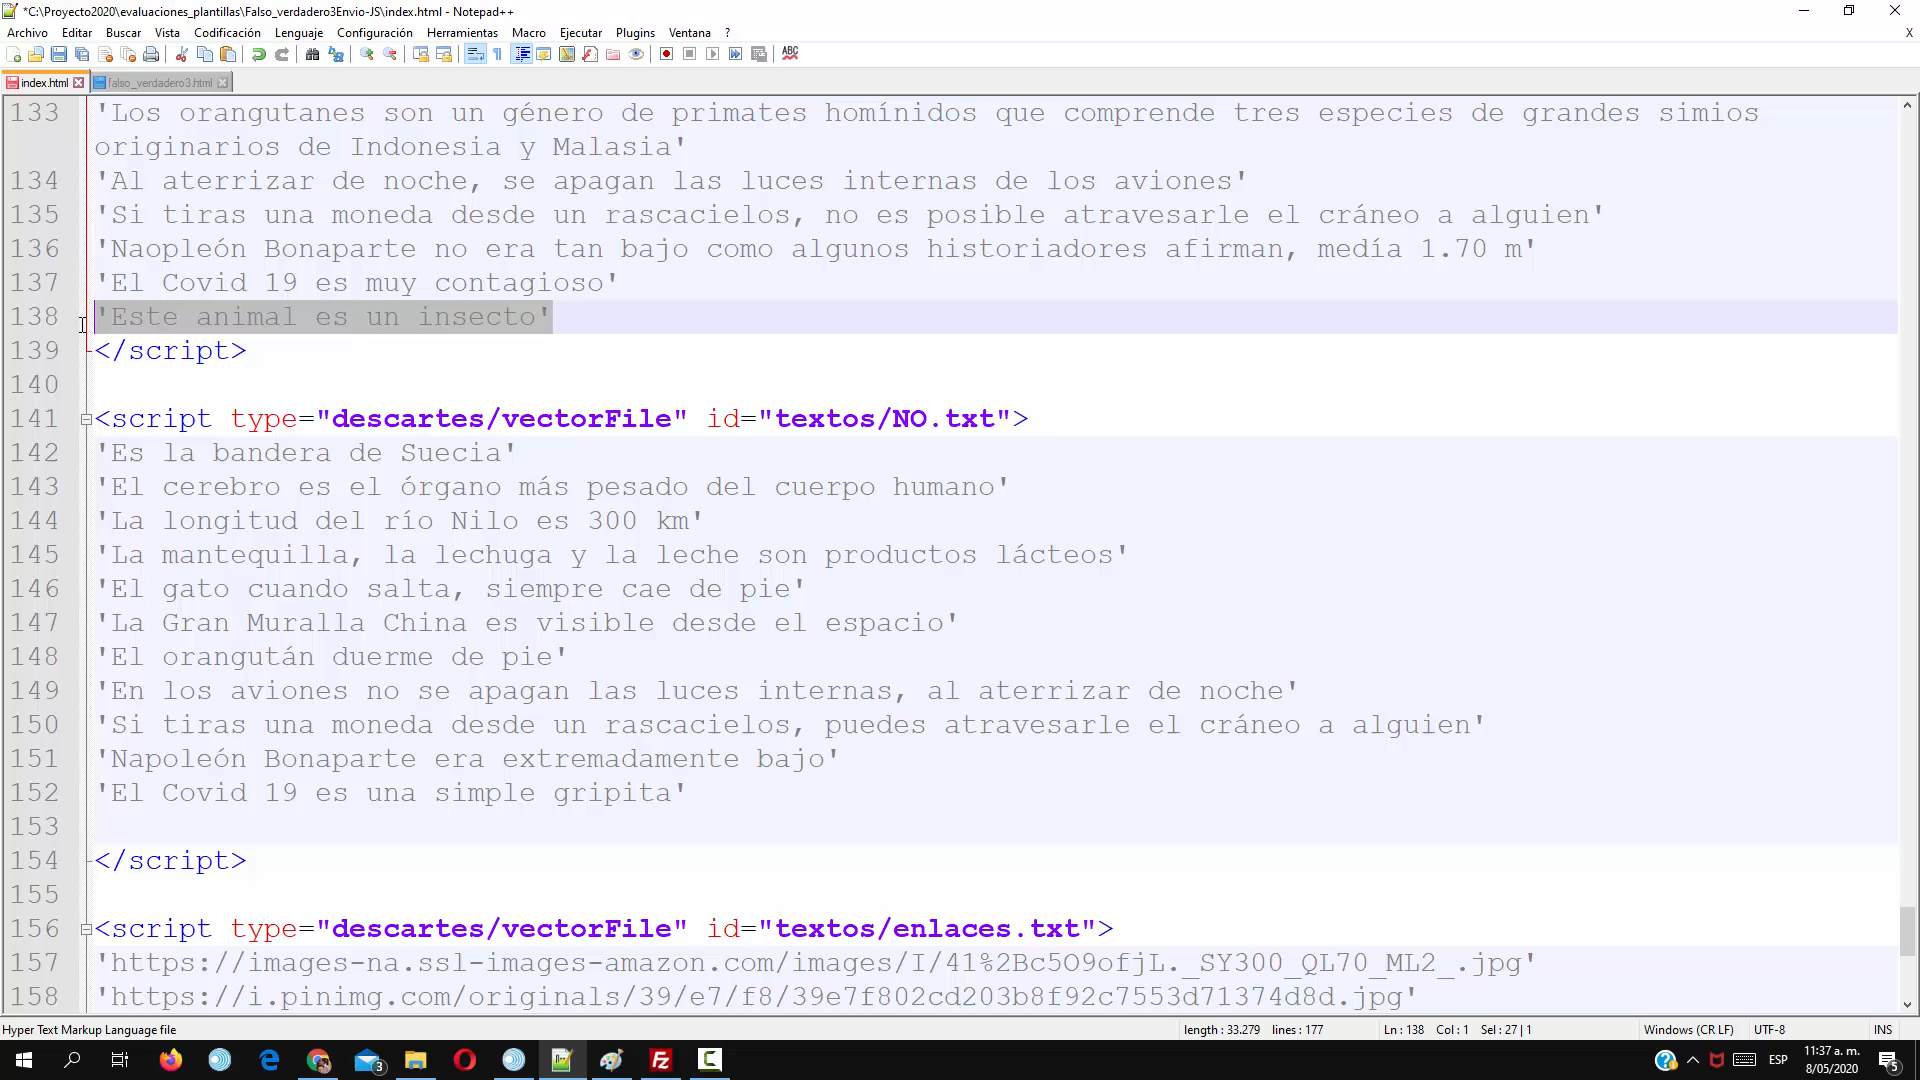 *C:\Proyecto2020\evaluaciones_plantillas\Falso_verdadero3Envio-JS\index.html - Notepad++
Archivo Editar Buscar Vista Codificación Lenguaje Configuración Herramientas Macro Ejecutar Plugins Ventana ? X
index.html falso_verdadero3.html
133 'Los orangutanes son un género de primates homínidos que comprende tres especies de grandes simios
originarios de Indonesia y Malasia'
134 'Al aterrizar de noche, se apagan las luces internas de los aviones'
135 'Si tiras una moneda desde un rascacielos, no es posible atravesarle el cráneo a alguien'
136 'Naopleón Bonaparte no era tan bajo como algunos historiadores afirman, medía 1.70 m'
137 'El Covid 19 es muy contagioso'
138 'Este animal es un insecto'
139 </script>
140
141 <script type="descartes/vectorFile" id="textos/NO.txt">
142 'Es la bandera de Suecia'
143 'El cerebro es el órgano más pesado del cuerpo humano'
144 'La longitud del río Nilo es 300 km'
145 'La mantequilla, la lechuga y la leche son productos lácteos'
146 'El gato cuando salta, siempre cae de pie'
147 'La Gran Muralla China es visible desde el espacio'
148 'El orangután duerme de pie'
149 'En los aviones no se apagan las luces internas, al aterrizar de noche'
150 'Si tiras una moneda desde un rascacielos, puedes atravesarle el cráneo a alguien'
151 'Napoleón Bonaparte era extremadamente bajo'
152 'El Covid 19 es una simple gripita'
153
154 </script>
155
156 <script type="descartes/vectorFile" id="textos/enlaces.txt">
157 'https://images-na.ssl-images-amazon.com/images/I/41%2Bc5O9ofjL._SY300_QL70_ML2_.jpg'
158 'https://i.pinimg.com/originals/39/e7/f8/39e7f802cd203b8f92c7553d71374d8d.jpg'
Hyper Text Markup Language file length : 33.279 lines : 177 Ln : 138 Col : 1 Sel : 27 | 1 Windows (CR LF) UTF-8 INS
ESP 11:37 a. m.
8/05/2020